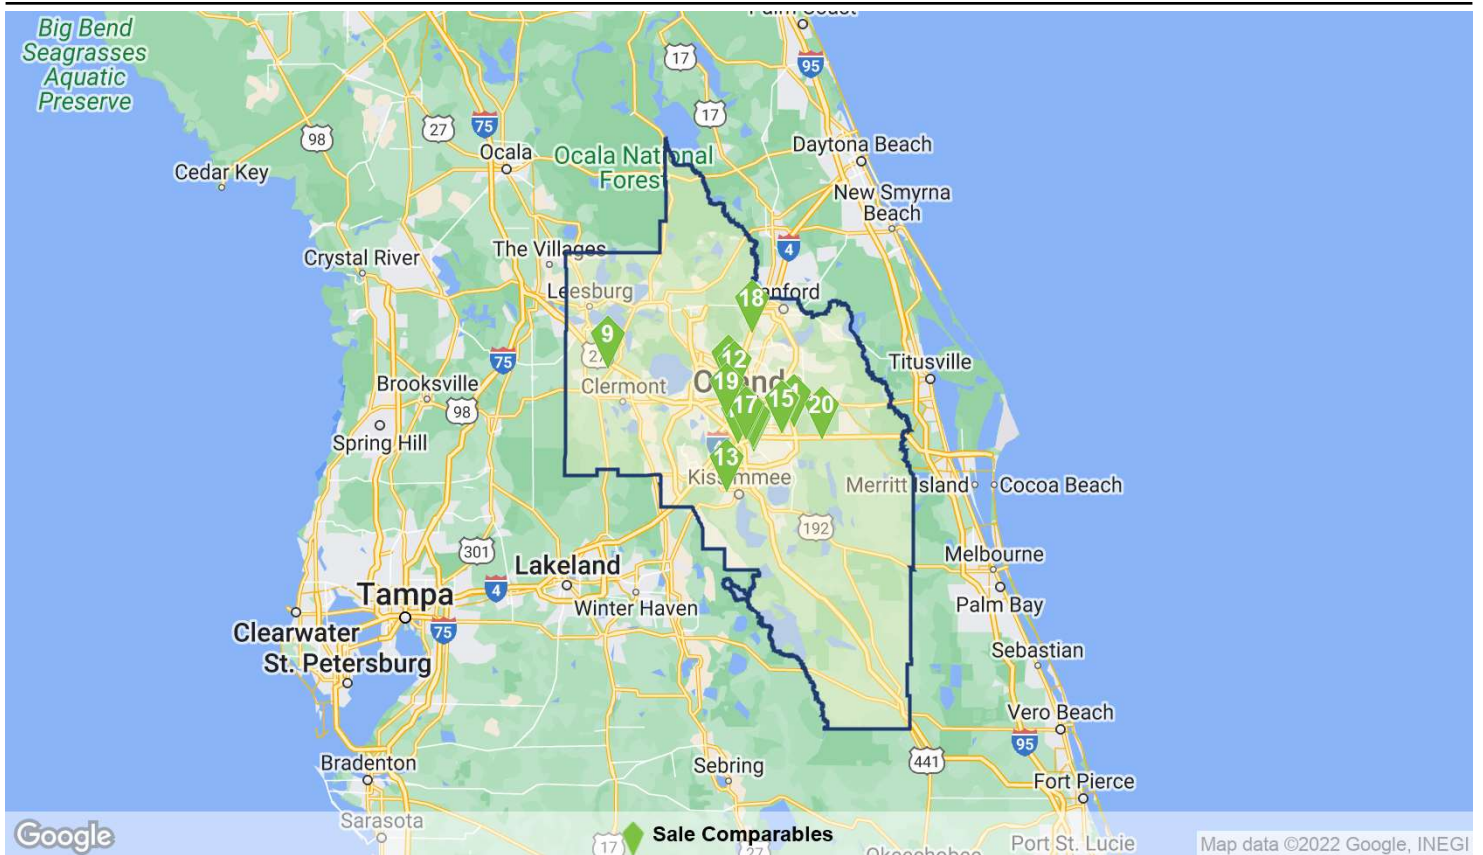 Big Bend
Seagrasses
Aquatic
Preserve
17
95
27
75
98
17
Ocala
Ocala National
Forest
Daytona Beach
Cedar Key
New Smyrna
Beach
The Villages
4
Crystal River
Leesburg
18
9
27
12
Titusville
75
19
Brooksville
Clermont
98
17
15
20
Spring Hill
13
Kissimmee
Merritt Island
Cocoa Beach
192
301
Lakeland
Melbourne
Tampa
4
Winter Haven
Palm Bay
Clearwater
75
St. Petersburg
Sebastian
Vero Beach
95
441
Bradenton
Sebring
Fort Pierce
Sarasota
Google
17
Sale Comparables
27
Port St. Lucie
Map data ©2022 Google, INEGI